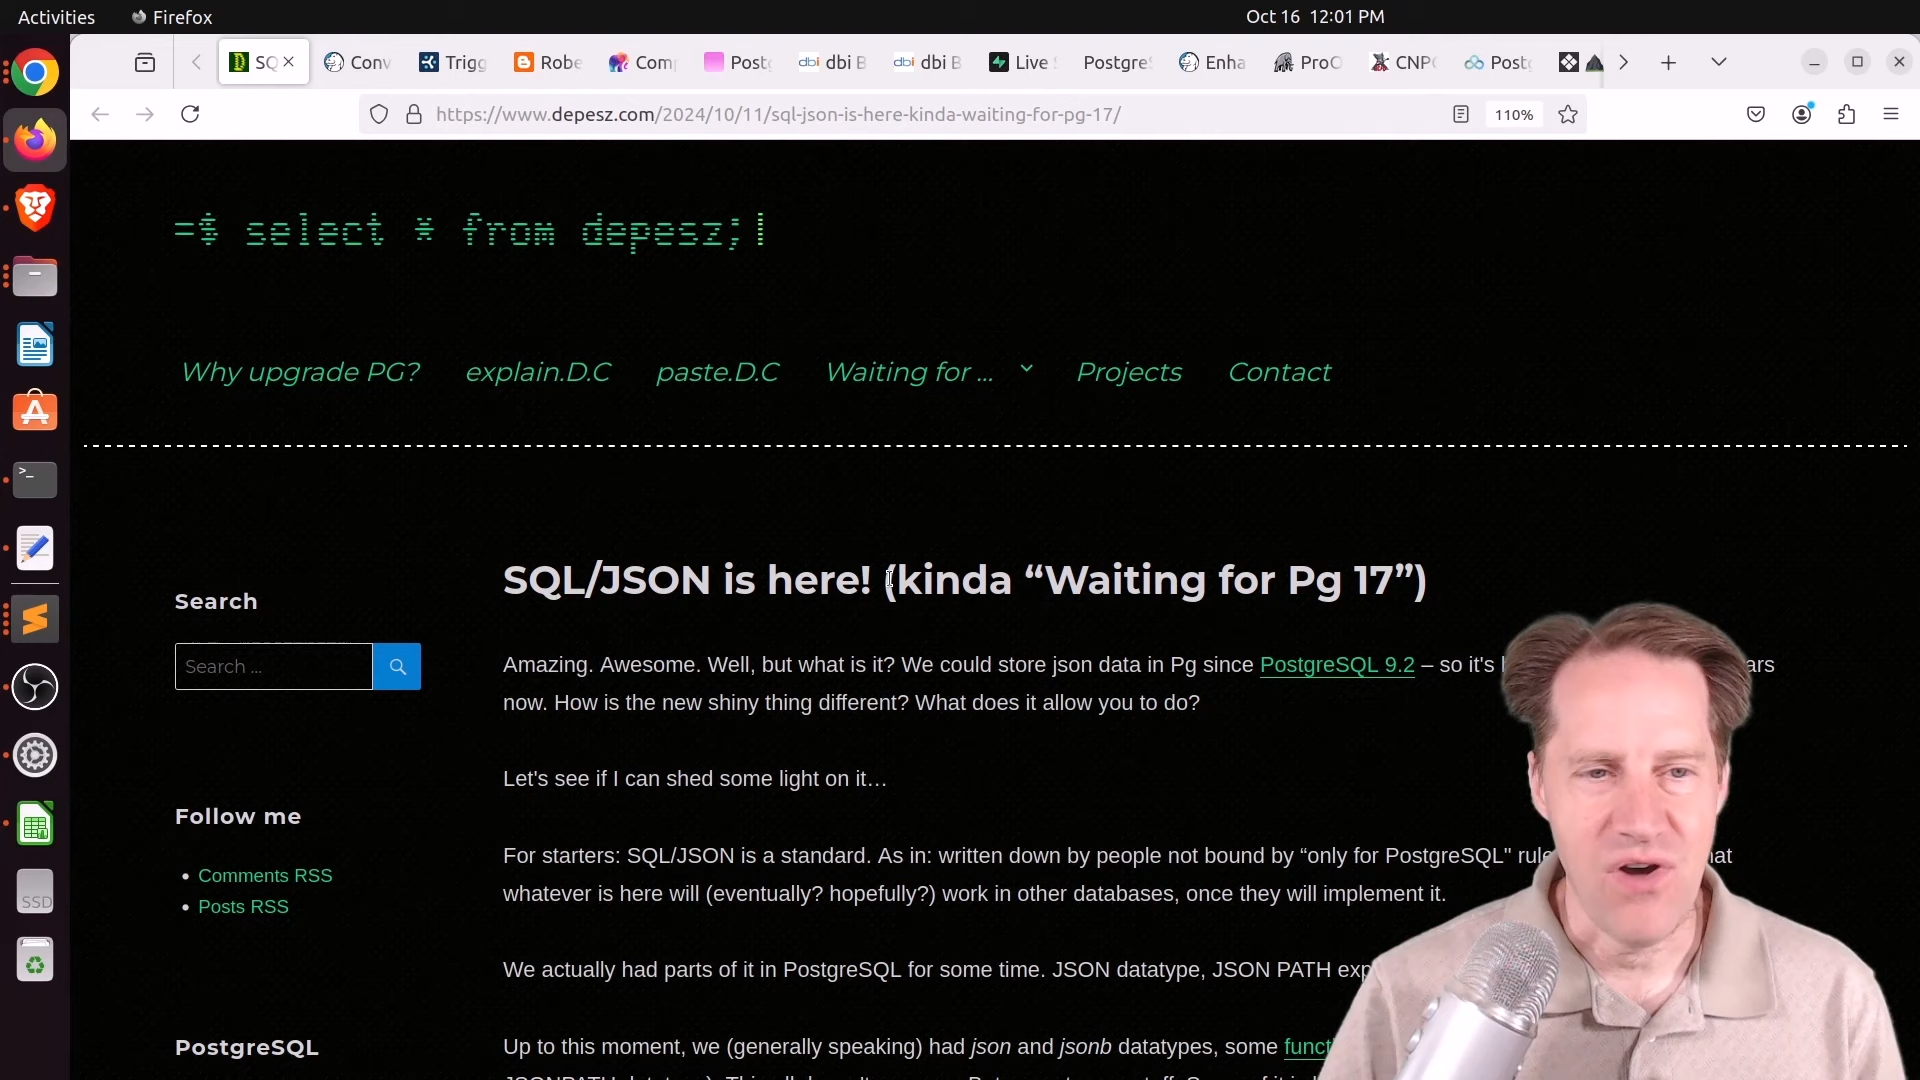 Activities Firefox Oct 16 12:01 PM
SQ Conv Trigg Robe Com Postg dbi B dbi B Live Postgre Enha ProO CNP Post
https://www.depesz.com/2024/10/11/sql-json-is-here-kinda-waiting-for-pg-17/ 110%
=$ select * from depesz;
Why upgrade PG? explain.D.C paste.D.C Waiting for ... Projects Contact
SQL/JSON is here! (kinda “Waiting for Pg 17”)
Search
Search ...
Amazing. Awesome. Well, but what is it? We could store json data in Pg since PostgreSQL 9.2 – so it's
now. How is the new shiny thing different? What does it allow you to do?
Let's see if I can shed some light on it…
Follow me
For starters: SQL/JSON is a standard. As in: written down by people not bound by “only for PostgreSQL"
whatever is here will (eventually? hopefully?) work in other databases, once they will implement it.
Comments RSS
Posts RSS
We actually had parts of it in PostgreSQL for some time. JSON datatype, JSON PATH
PostgreSQL
Up to this moment, we (generally speaking) had json and jsonb datatypes, some
SSD